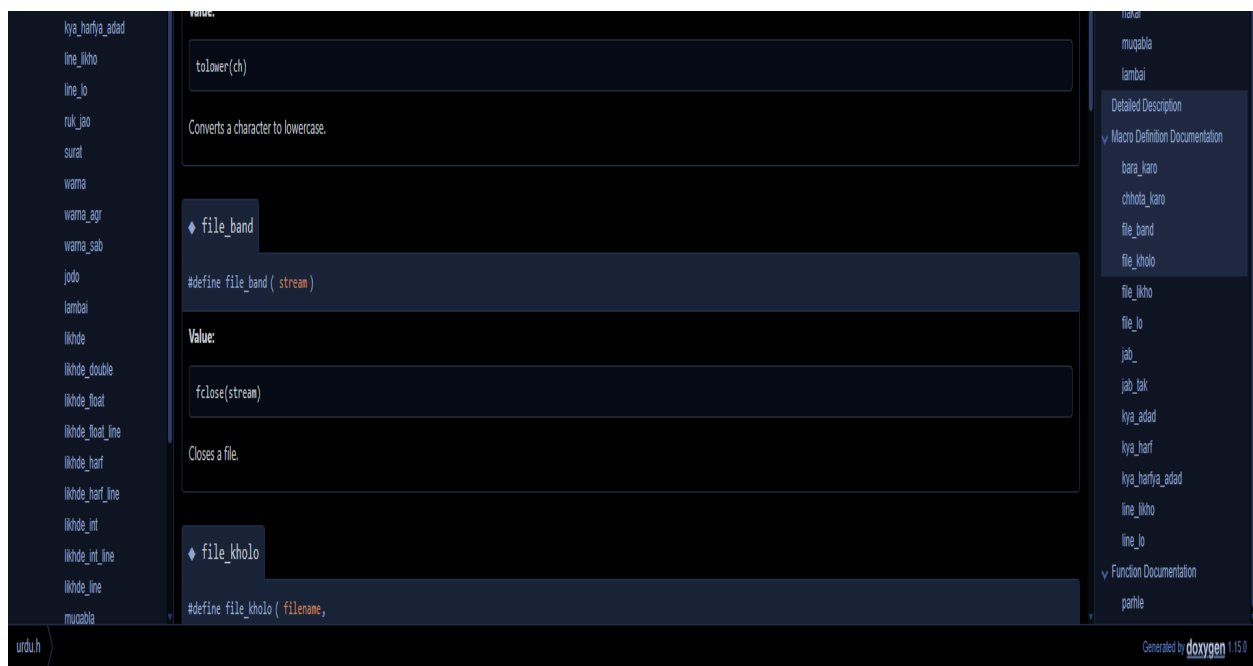 kya_harfya_adad
line_likho
line_lo
ruk_jao
surat
warna
warna_agr
warna_sab
jodo
lambai
likhde
likhde_double
likhde_float
likhde_float_line
likhde_harf
likhde_harf_line
likhde_int
likhde_int_line
likhde_line
muqabla
Value:
tolower(ch)
Converts a character to lowercase.
◆ file_band
#define file_band ( stream )
Value:
fclose(stream)
Closes a file.
◆ file_kholo
#define file_kholo ( filename,
nakal
muqabla
lambai
Detailed Description
Macro Definition Documentation
bara_karo
chhota_karo
file_band
file_kholo
file_likho
file_lo
jab_
jab_tak
kya_adad
kya_harf
kya_harfya_adad
line_likho
line_lo
Function Documentation
parhle
urdu.h
Generated by doxygen 1.15.0